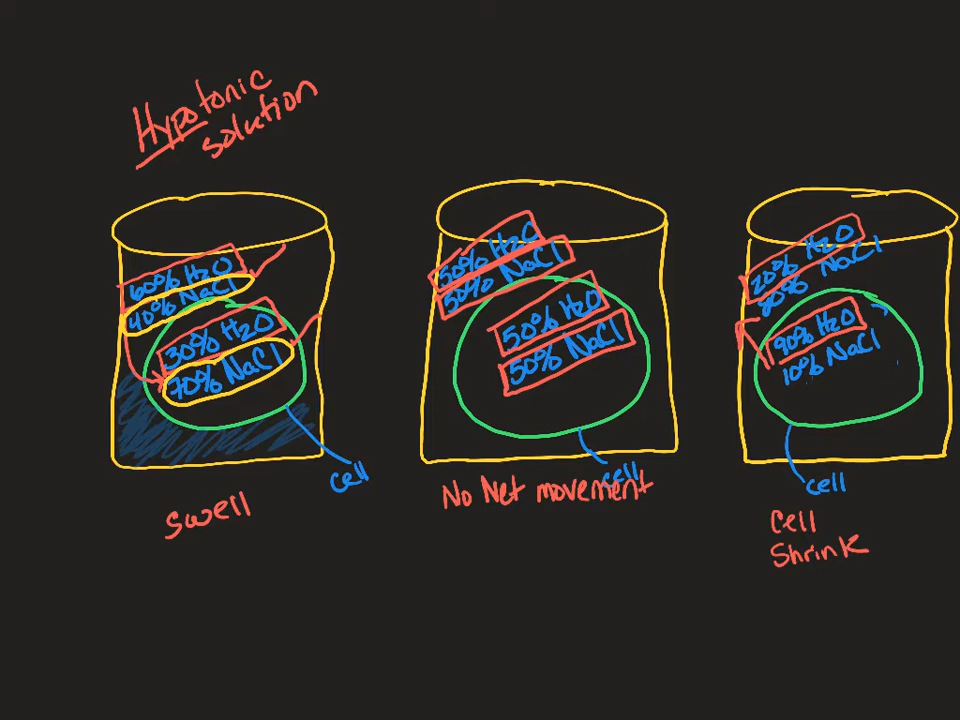 Hypotonic
solution
60% H2O
40% NaCl
30% H2O
70% NaCl
cell
swell
50% H2O
50% NaCl
50% H2O
50% NaCl
cell
No Net movement
20% H2O
80% NaCl
90% H2O
10% NaCl
cell
Cell
Shrink